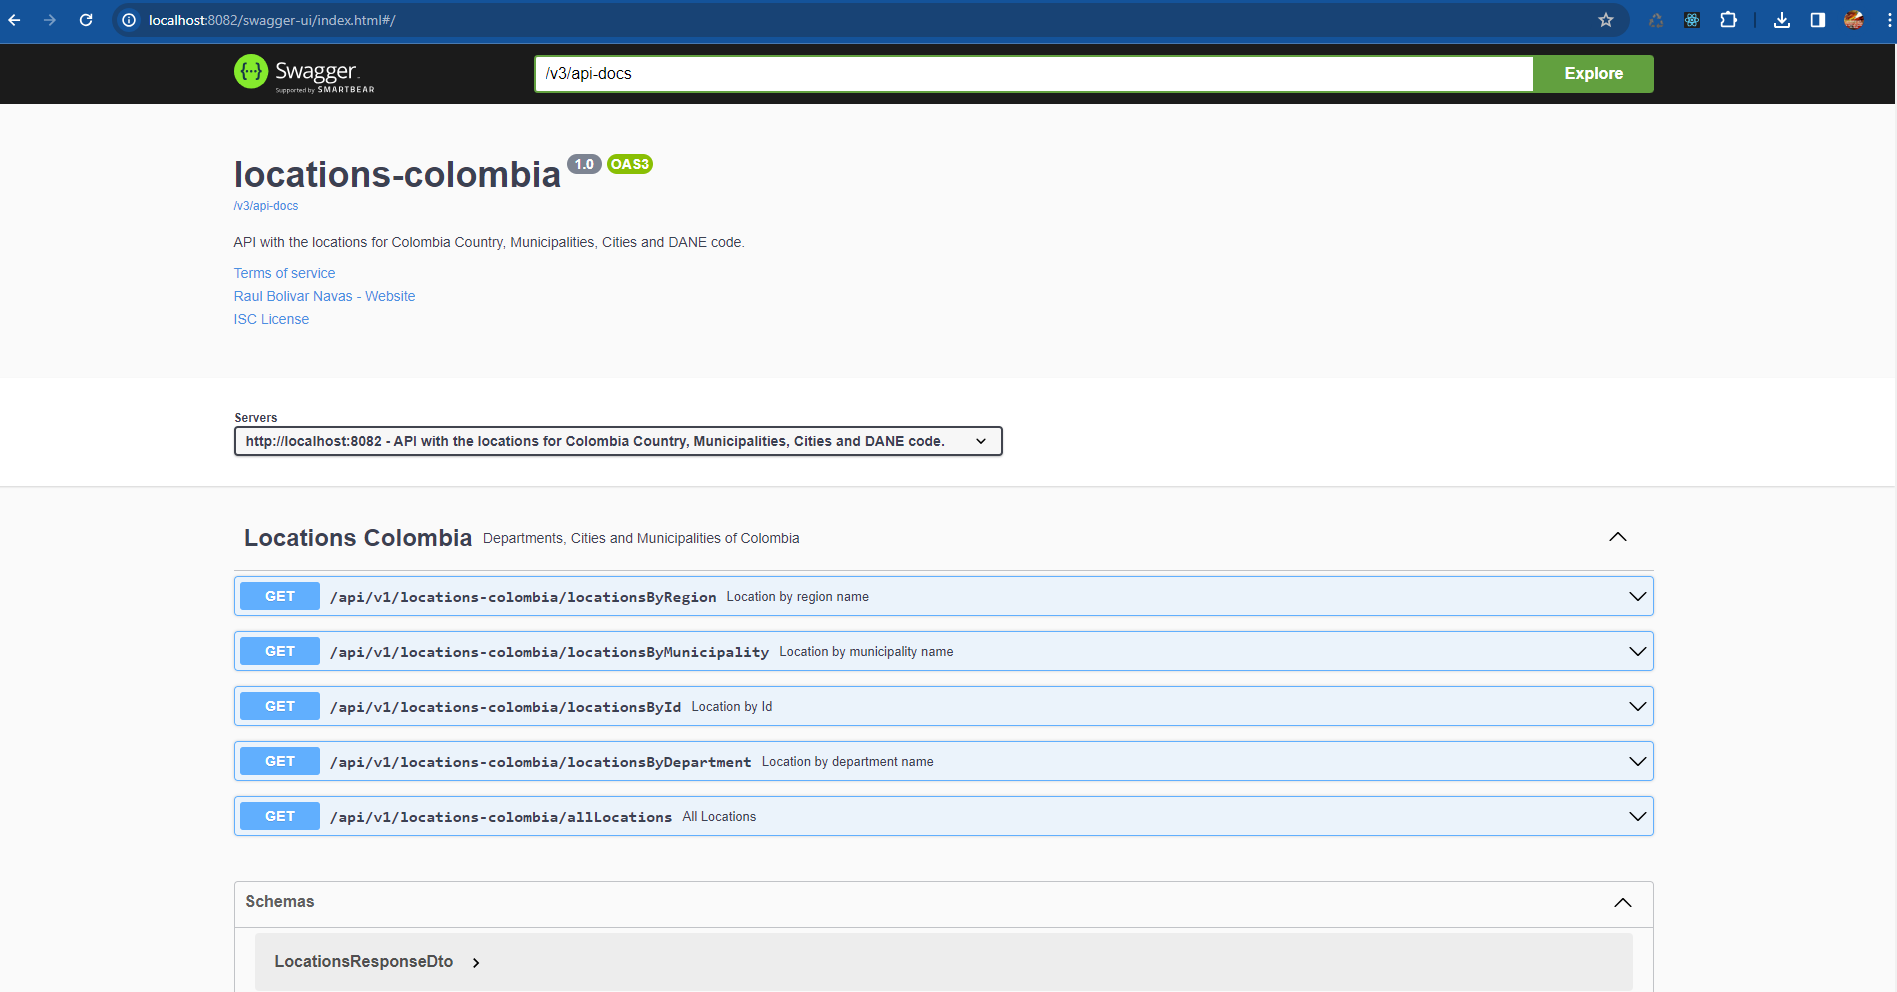 localhost:8082/swagger-ui/index.html#/
Swagger.
Supported by SMARTBEAR
/v3/api-docs
Explore
locations-colombia 1.0 OAS3
/v3/api-docs
API with the locations for Colombia Country, Municipalities, Cities and DANE code.
Terms of service
Raul Bolivar Navas - Website
ISC License
Servers
http://localhost:8082 - API with the locations for Colombia Country, Municipalities, Cities and DANE code.
Locations Colombia Departments, Cities and Municipalities of Colombia
GET /api/v1/locations-colombia/locationsByRegion Location by region name
GET /api/v1/locations-colombia/locationsByMunicipality Location by municipality name
GET /api/v1/locations-colombia/locationsById Location by Id
GET /api/v1/locations-colombia/locationsByDepartment Location by department name
GET /api/v1/locations-colombia/allLocations All Locations
Schemas
LocationsResponseDto